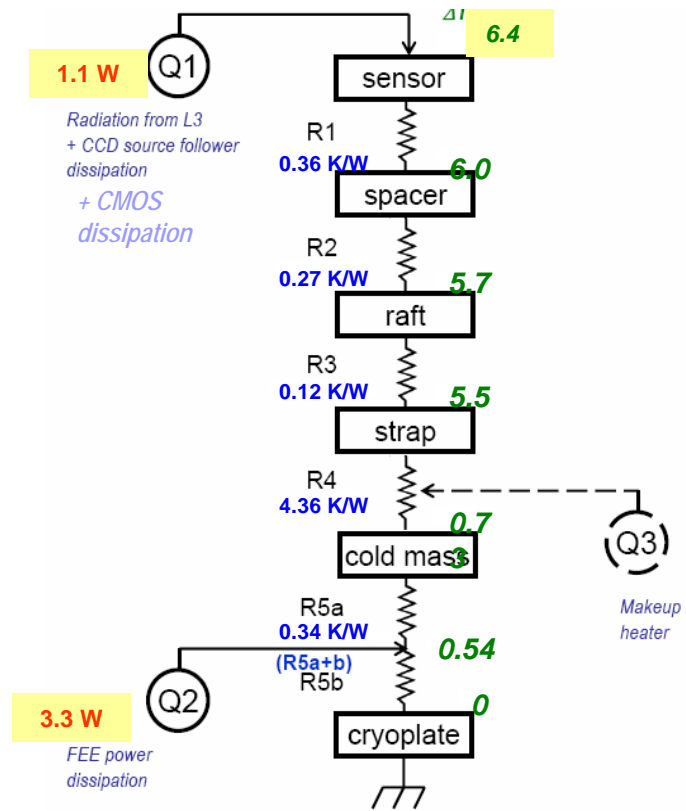 ΔT
6.4
1.1 W
Q1
sensor
Radiation from L3
+ CCD source follower
dissipation
+ CMOS
dissipation
R1
0.36 K/W
6.0
spacer
R2
0.27 K/W
5.7
raft
R3
0.12 K/W
5.5
strap
R4
4.36 K/W
0.7
3
cold mass
Q3
Makeup
heater
R5a
0.34 K/W
(R5a+b)
R5b
0.54
Q2
3.3 W
0
cryoplate
FEE power
dissipation